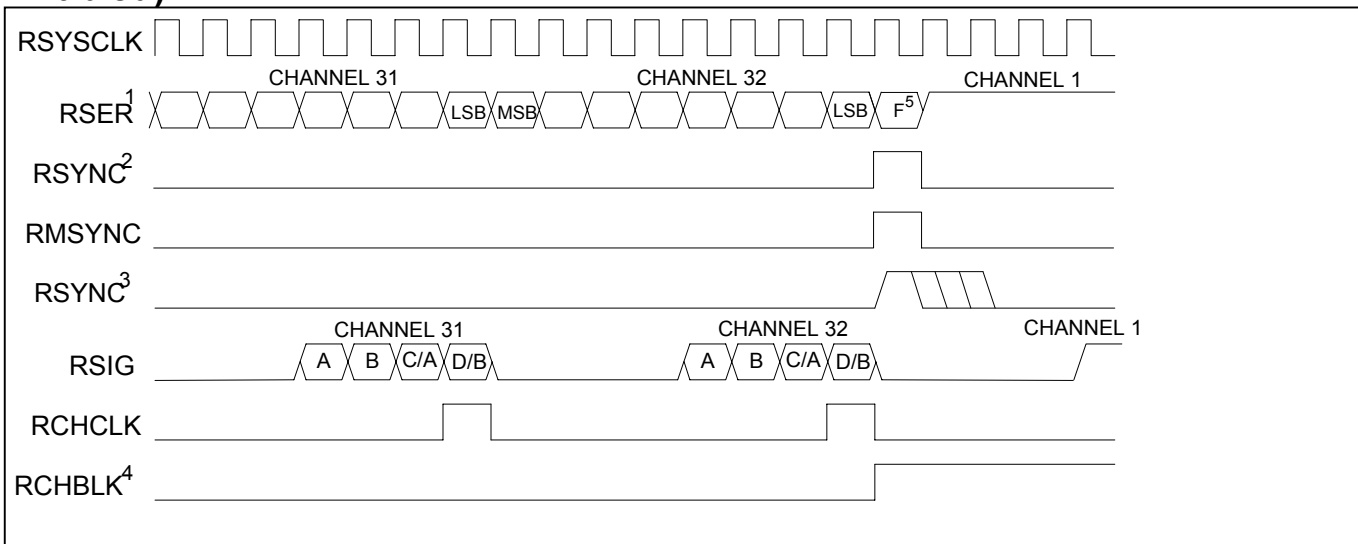 RSYSCLK
CHANNEL 31 CHANNEL 32 CHANNEL 1
RSER1 LSB MSB LSB F5
RSYNC2
RMSYNC
RSYNC3
CHANNEL 31 CHANNEL 32 CHANNEL 1
RSIG A B C/A D/B A B C/A D/B
RCHCLK
RCHBLK4